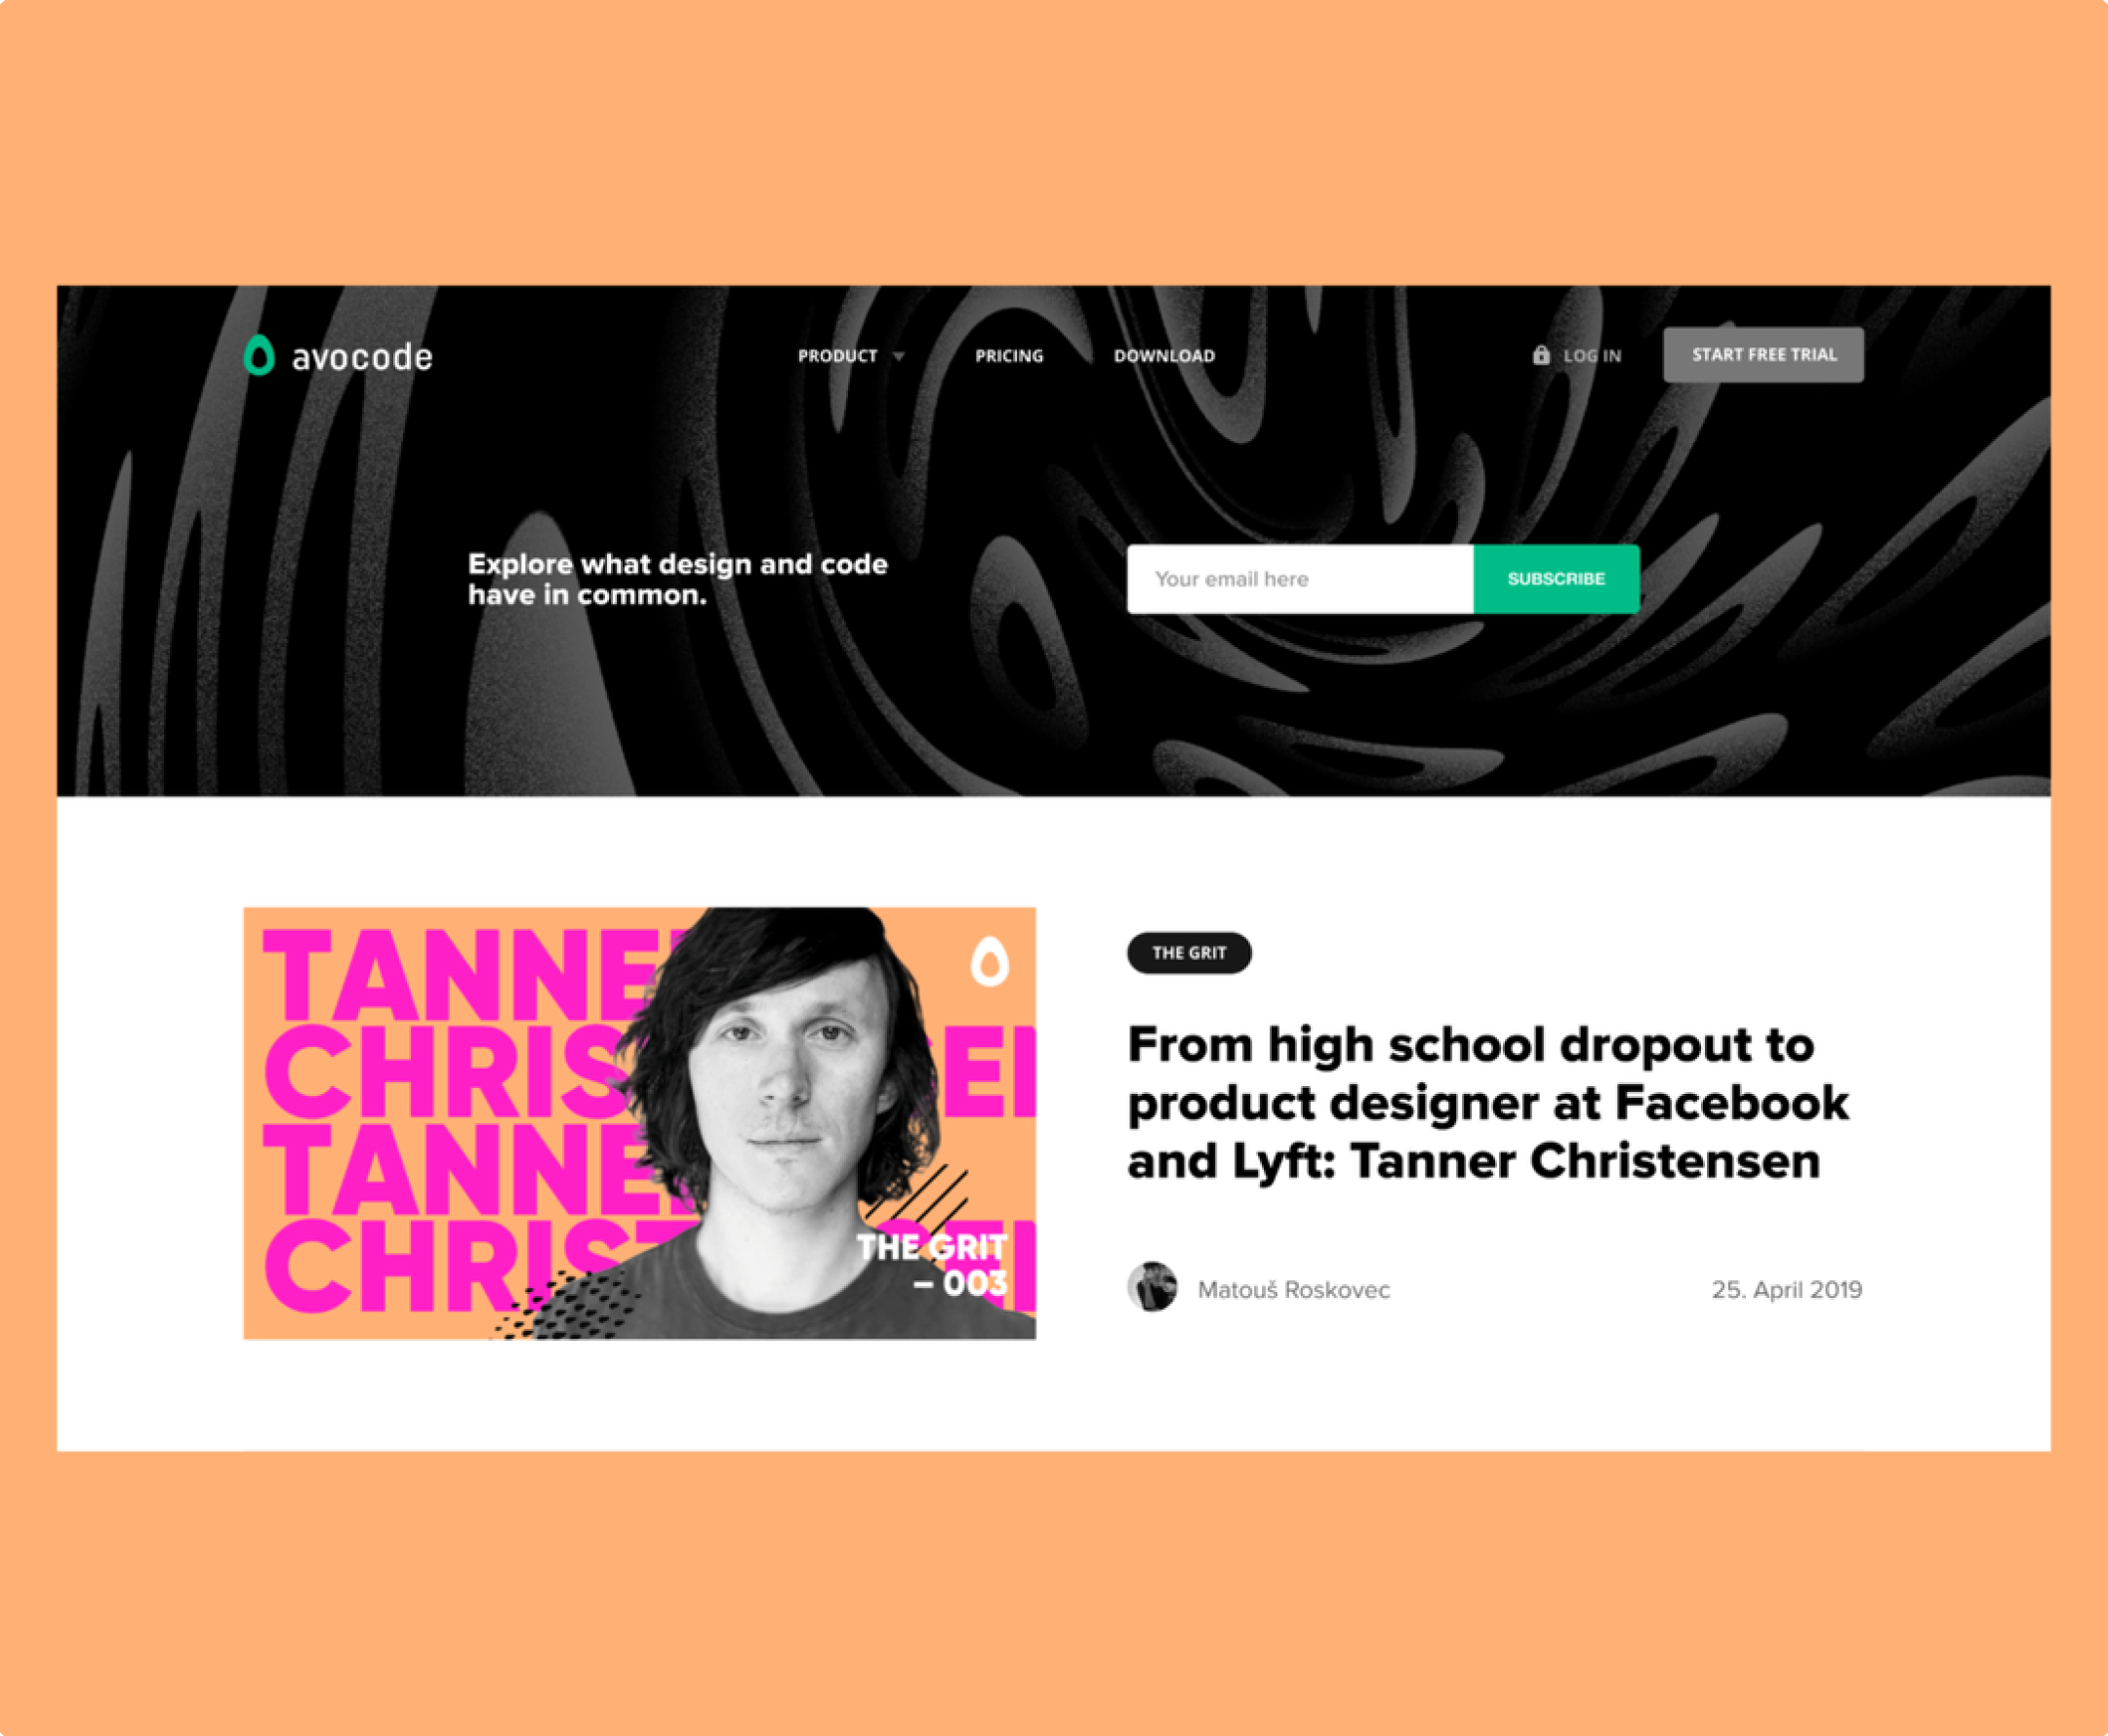 avocode
PRODUCT
PRICING
DOWNLOAD
LOG IN
START FREE TRIAL
Explore what design and code
have in common.
Your email here
SUBSCRIBE
TANNE
CHRIS
TANNE
CHRIST
THE GRIT
– 003
THE GRIT
From high school dropout to
product designer at Facebook
and Lyft: Tanner Christensen
Matouš Roskovec
25. April 2019